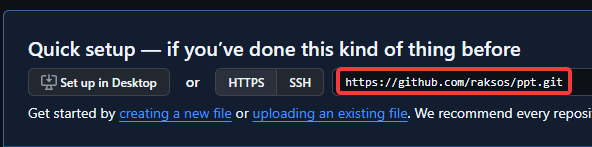 Quick setup — if you've done this kind of thing before
Set up in Desktop or HTTPS SSH https://github.com/raksos/ppt.git
Get started by creating a new file or uploading an existing file. We recommend every reposi